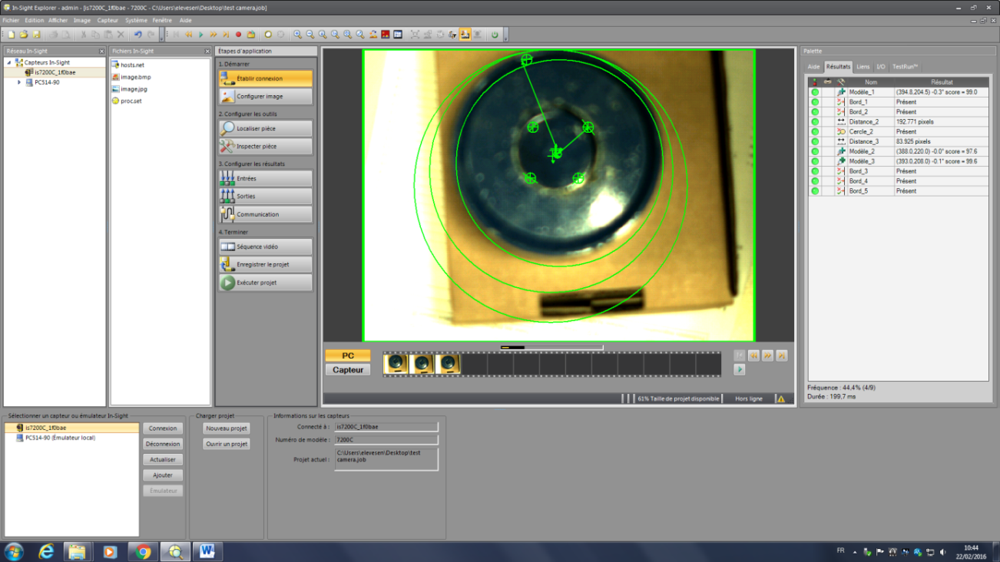 In-Sight Explorer - admin - [is7200C_1f0bae - 7200C - C:\Users\elevesen\Desktop\test camera.job]
Fichier Edition Afficher Image Capteur Système Fenêtre Aide
Réseau In-Sight
Capteurs In-Sight
is7200C_1f0bae
PC514-90
Fichiers In-Sight
hosts.net
image.bmp
image.jpg
proc.set
Étapes d'application
1. Démarrer
Établir connexion
Configurer image
2. Configurer les outils
Localiser pièce
Inspecter pièce
3. Configurer les résultats
Entrées
Sorties
Communication
4. Terminer
Séquence vidéo
Enregistrer le projet
Exécuter projet
PC
Capteur
61% Taille de projet disponible
Hors ligne
Palette
Aide Résultats Liens I/O TestRun™
Nom Résultat
Modèle_1 (394.8,204.5) -0.3° score = 99.0
Bord_1 Présent
Bord_2 Présent
Distance_2 192.771 pixels
Cercle_2 Présent
Distance_3 83.925 pixels
Modèle_2 (388.0,220.0) -0.0° score = 97.6
Modèle_3 (393.0,208.0) -0.1° score = 99.6
Bord_3 Présent
Bord_4 Présent
Bord_5 Présent
Fréquence : 44,4% (4/9)
Durée : 199.7 ms
Sélectionner un capteur ou émulateur In-Sight
is7200C_1f0bae
PC514-90 (Émulateur local)
Connexion
Déconnexion
Actualiser
Ajouter
Émulateur
Charger projet
Nouveau projet
Ouvrir un projet
Informations sur les capteurs
Connecté à : is7200C_1f0bae
Numéro de modèle : 7200C
Projet actuel : C:\Users\elevesen\Desktop\test
camera.job
FR
10:44
22/02/2016